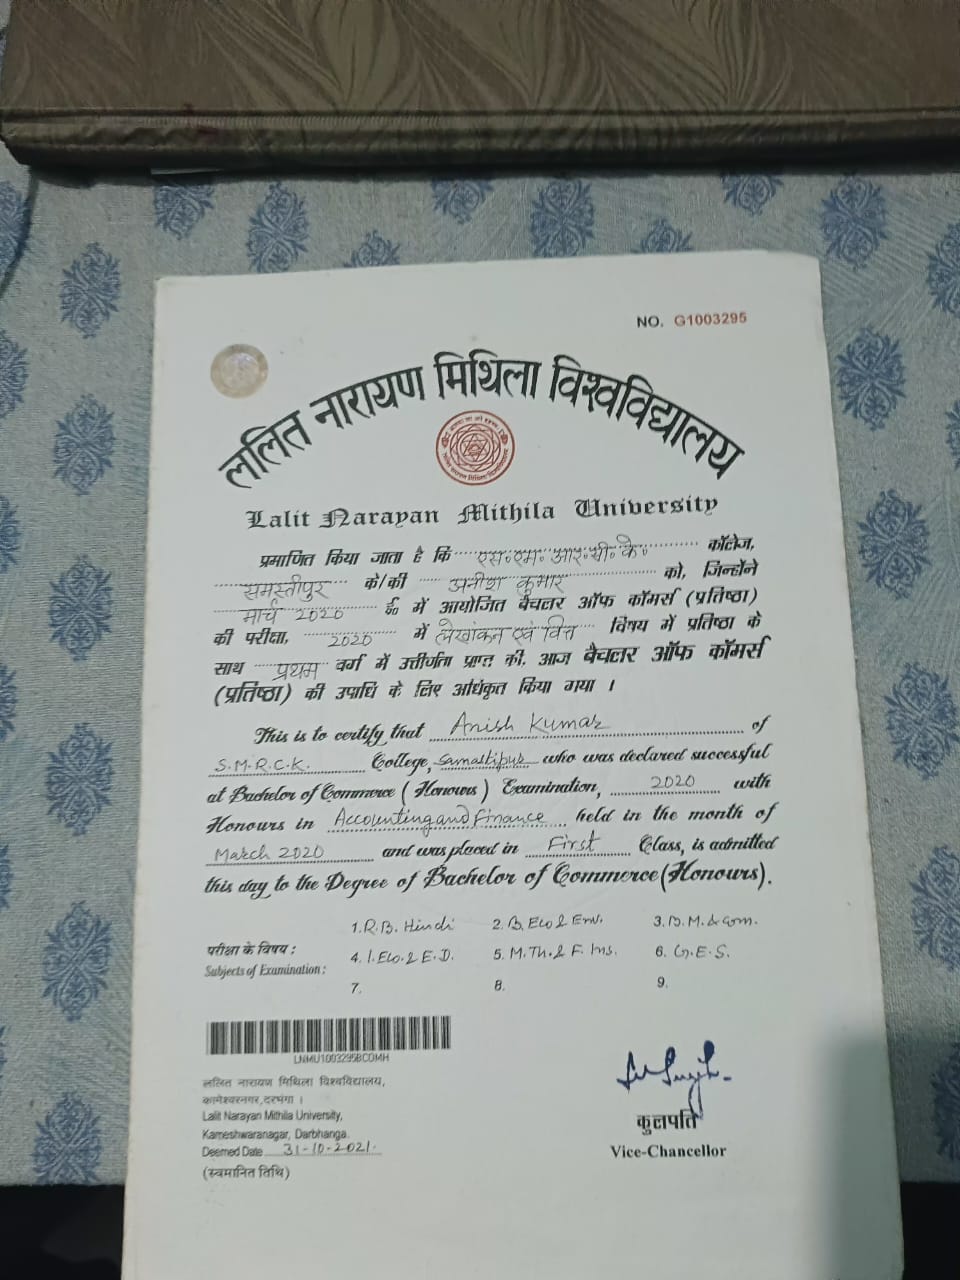 NO. G1003295
ललित नारायण मिथिला विश्वविद्यालय
Lalit Narayan Mithila University
प्रमाणित किया जाता है कि एस॰एम॰आर॰सी॰के॰ कॉलेज,
समस्तीपुर के/की अनीश कुमार को, जिन्होंने
मार्च 2020 ई० में आयोजित बैचलर ऑफ कॉमर्स (प्रतिष्ठा)
की परीक्षा, 2020 में लेखांकन एवं वित्त विषय में प्रतिष्ठा के
साथ प्रथम वर्ग में उत्तीर्णता प्राप्त की, आज बैचलर ऑफ कॉमर्स
(प्रतिष्ठा) की उपाधि के लिए अधिकृत किया गया ।
This is to certify that Anish Kumar of
S.M.R.C.K. College, Samastipur who was declared successful
at Bachelor of Commerce (Honours) Examination, 2020 with
Honours in Accounting and Finance held in the month of
March 2020 and was placed in First Class, is admitted
this day to the Degree of Bachelor of Commerce (Honours).
1. R.B. Hindi 2. B. Eco & Env. 3. B.M. & Com.
परीक्षा के विषय :
Subjects of Examination :
4. I. Eco. & E.D. 5. M. Th. & F. Ins. 6. G.E.S.
7. 8. 9.
LNMU1003295BCOMH
ललित नारायण मिथिला विश्वविद्यालय,
कामेश्वरनगर, दरभंगा ।
Lalit Narayan Mithila University,
Kameshwaranagar, Darbhanga.
Deemed Date 31-10-2021.
(स्वमानित तिथि)
कुलपति
Vice-Chancellor